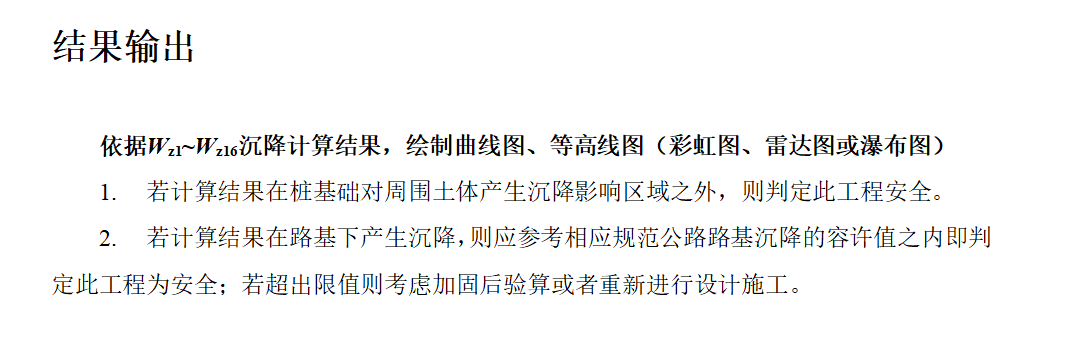 结果输出
依据Wz1~Wz16沉降计算结果，绘制曲线图、等高线图（彩虹图、雷达图或瀑布图）
1. 若计算结果在桩基础对周围土体产生沉降影响区域之外，则判定此工程安全。
2. 若计算结果在路基下产生沉降，则应参考相应规范公路路基沉降的容许值之内即判
定此工程为安全；若超出限值则考虑加固后验算或者重新进行设计施工。